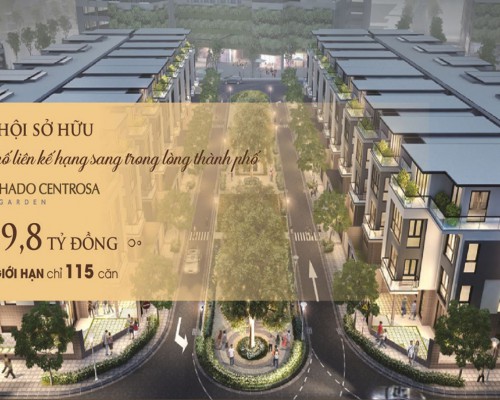 HỘI SỞ HỮU
liên kế hạng sang trong lòng thành phố
HADO CENTROSA
GARDEN
9,8 TỶ ĐỒNG
GIỚI HẠN chỉ 115 căn